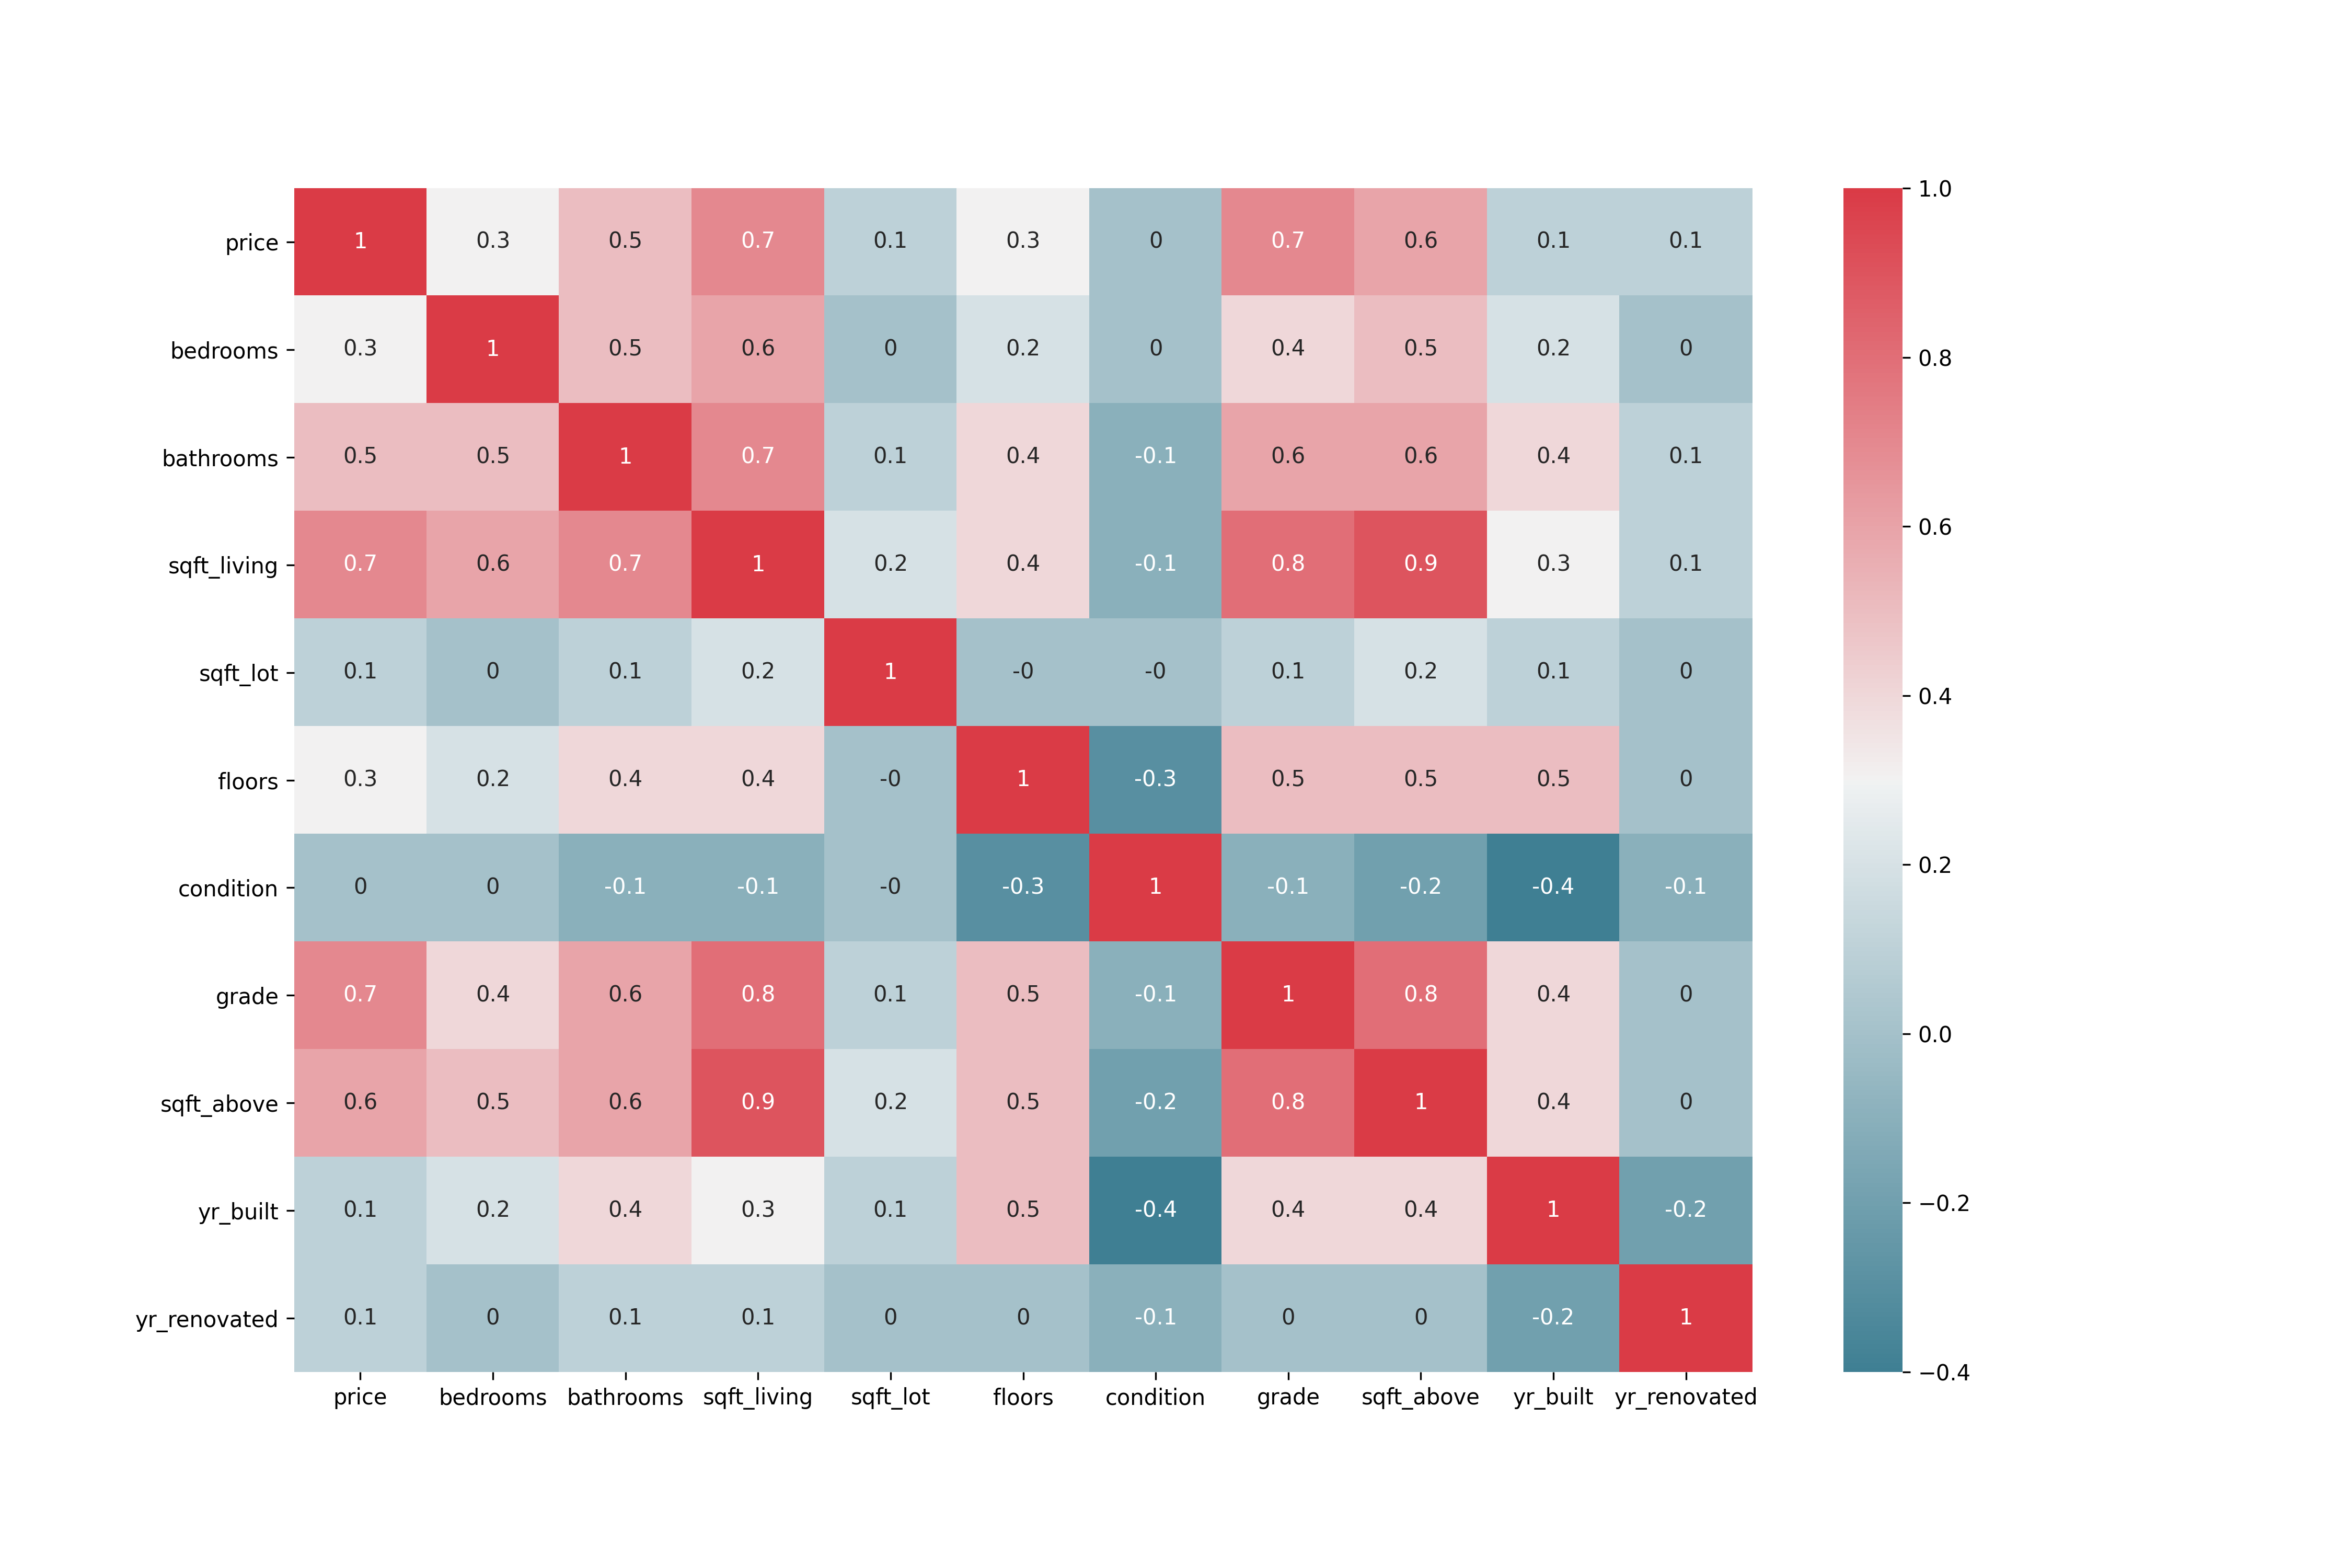 price 1 0.3 0.5 0.7 0.1 0.3 0 0.7 0.6 0.1 0.1
bedrooms 0.3 1 0.5 0.6 0 0.2 0 0.4 0.5 0.2 0
bathrooms 0.5 0.5 1 0.7 0.1 0.4 -0.1 0.6 0.6 0.4 0.1
sqft_living 0.7 0.6 0.7 1 0.2 0.4 -0.1 0.8 0.9 0.3 0.1
sqft_lot 0.1 0 0.1 0.2 1 -0 -0 0.1 0.2 0.1 0
floors 0.3 0.2 0.4 0.4 -0 1 -0.3 0.5 0.5 0.5 0
condition 0 0 -0.1 -0.1 -0 -0.3 1 -0.1 -0.2 -0.4 -0.1
grade 0.7 0.4 0.6 0.8 0.1 0.5 -0.1 1 0.8 0.4 0
sqft_above 0.6 0.5 0.6 0.9 0.2 0.5 -0.2 0.8 1 0.4 0
yr_built 0.1 0.2 0.4 0.3 0.1 0.5 -0.4 0.4 0.4 1 -0.2
yr_renovated 0.1 0 0.1 0.1 0 0 -0.1 0 0 -0.2 1
price bedrooms bathrooms sqft_living sqft_lot floors condition grade sqft_above yr_built yr_renovated
1.0
0.8
0.6
0.4
0.2
0.0
−0.2
−0.4